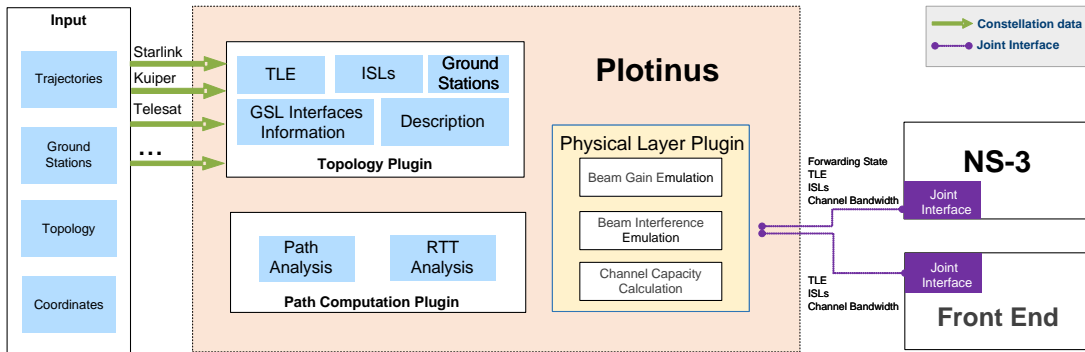 Input
Trajectories
Ground
Stations
Topology
Coordinates
Starlink
Kuiper
Telesat
...
TLE
ISLs
Ground
Stations
GSL Interfaces
Information
Description
Topology Plugin
Path
Analysis
RTT
Analysis
Path Computation Plugin
Plotinus
Physical Layer Plugin
Beam Gain Emulation
Beam Interference
Emulation
Channel Capacity
Calculation
Constellation data
Joint Interface
Forwarding State
TLE
ISLs
Channel Bandwidth
NS-3
Joint
Interface
TLE
ISLs
Channel Bandwidth
Joint
Interface
Front End